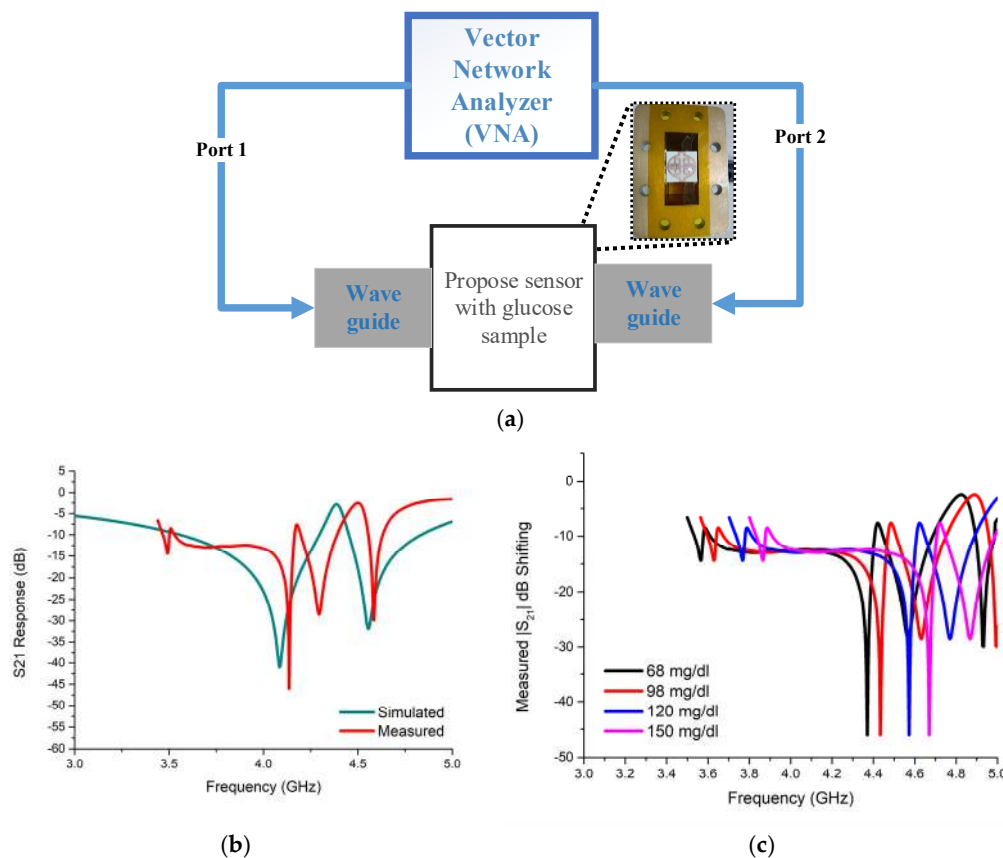 Vector
Network
Analyzer
(VNA)
Port 1
Port 2
Wave
guide
Propose sensor
with glucose
sample
Wave
guide
(a)
S21 Response (dB)
5
0
-5
-10
-15
-20
-25
-30
-35
-40
-45
-50
-55
-60
Simulated
Measured
3.0 3.5 4.0 4.5 5.0
Frequency (GHz)
(b)
Measured |S21| dB Shifting
0
-10
-20
-30
-40
-50
68 mg/dl
98 mg/dl
120 mg/dl
150 mg/dl
3.0 3.2 3.4 3.6 3.8 4.0 4.2 4.4 4.6 4.8 5.0
Frequency (GHz)
(c)